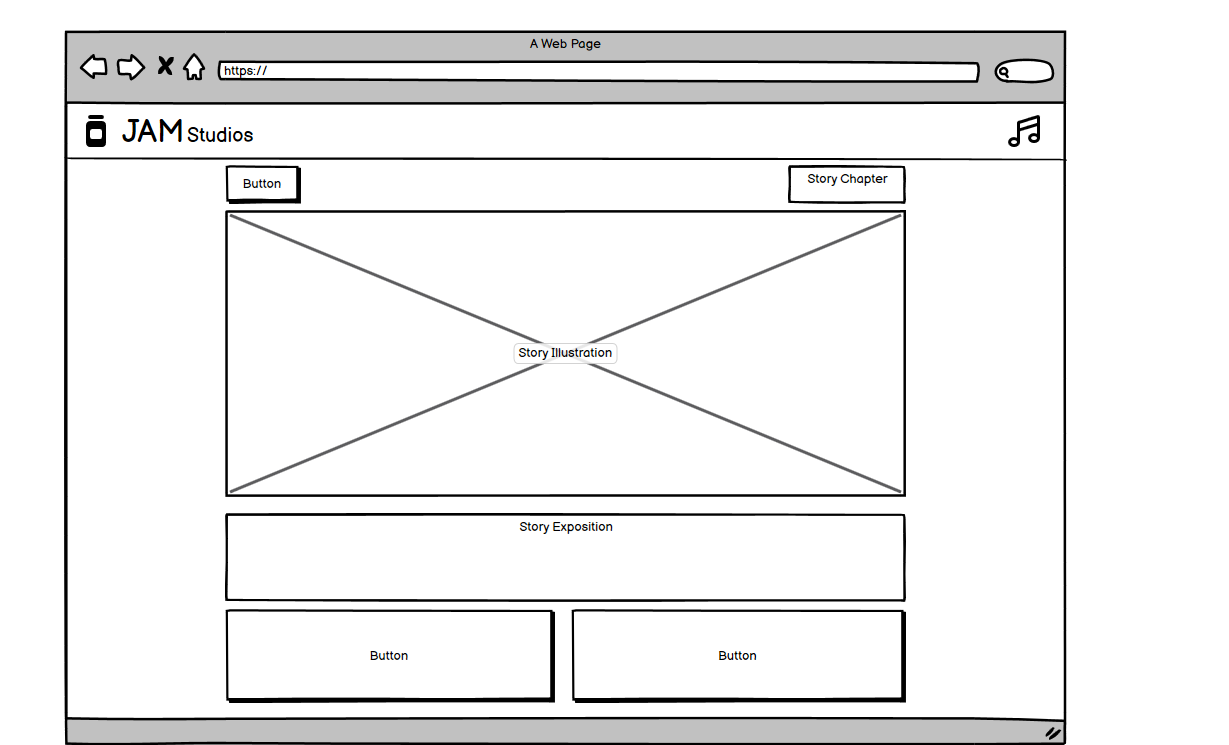 A Web Page
https://
JAM Studios
Button
Story Chapter
Story Illustration
Story Exposition
Button
Button